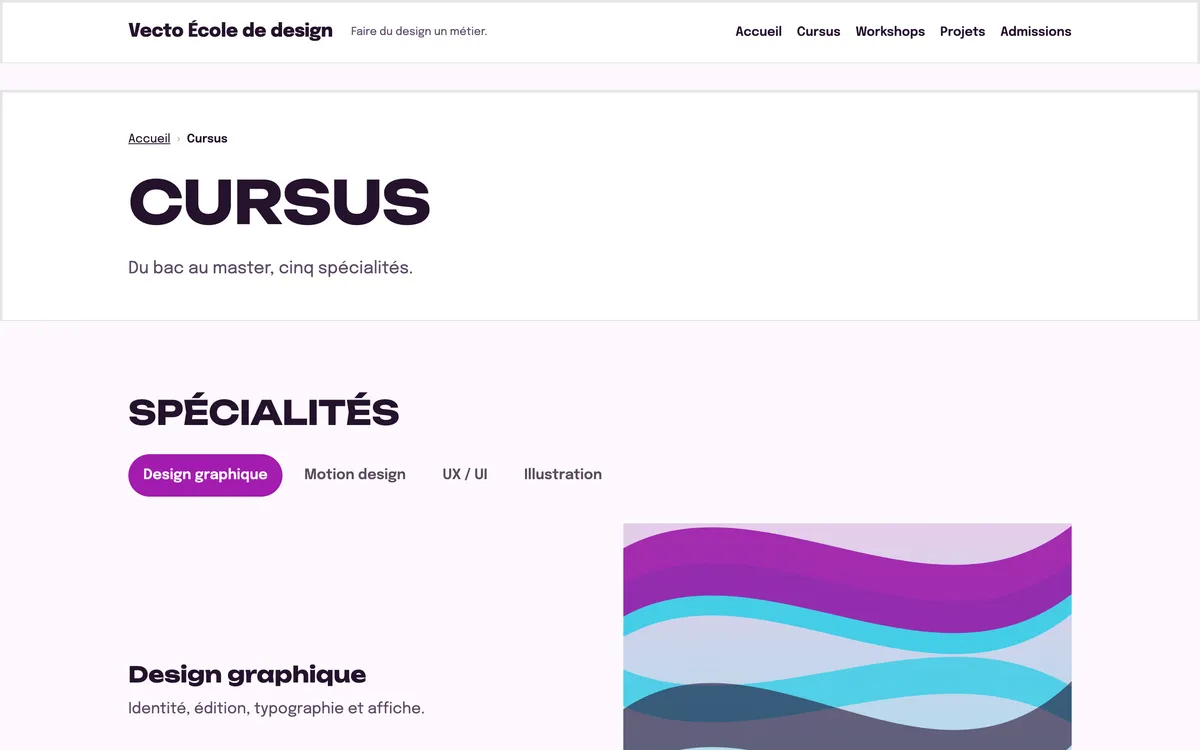 Vecto École de design
Faire du design un métier.
Accueil Cursus Workshops Projets Admissions
Accueil › Cursus
CURSUS
Du bac au master, cinq spécialités.
SPÉCIALITÉS
Design graphique Motion design UX / UI Illustration
Design graphique
Identité, édition, typographie et affiche.